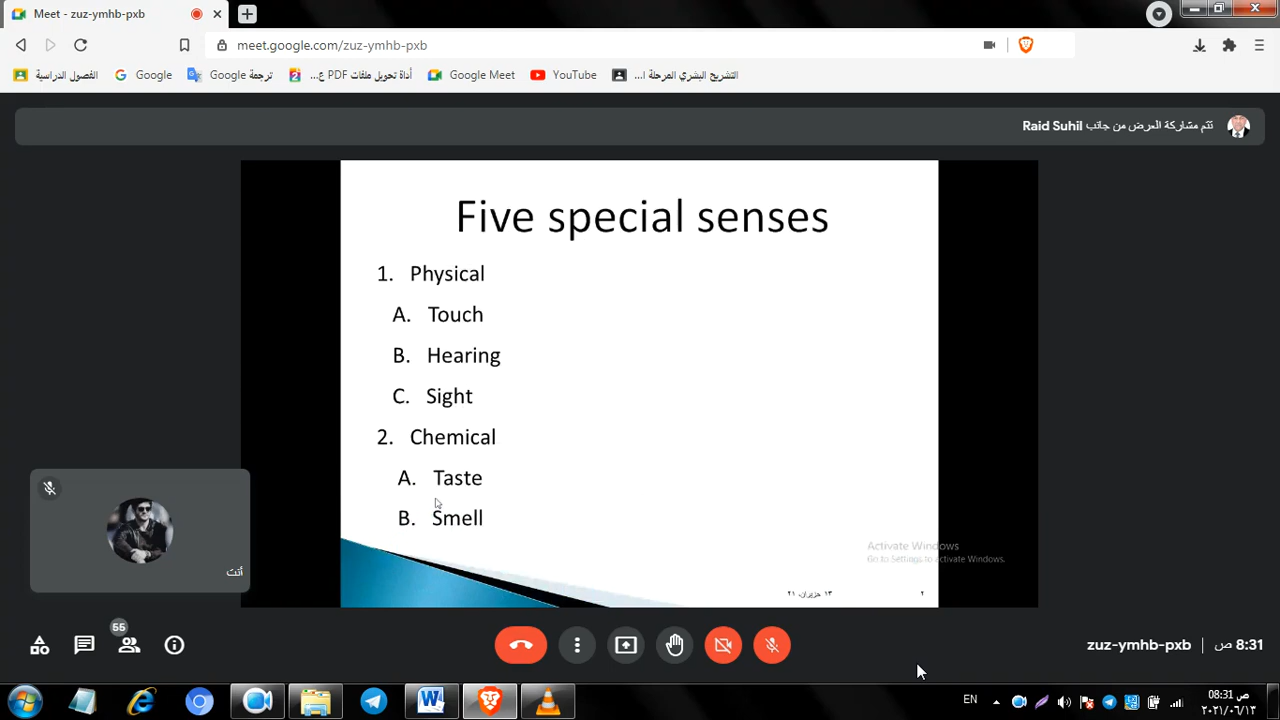 Meet - zuz-ymhb-pxb
meet.google.com/zuz-ymhb-pxb
الفصول الدراسية
Google
ترجمة Google
أداة تحويل ملفات PDF ع...
Google Meet
YouTube
التشريح البشري المرحلة ا...
تتم مشاركة العرض من جانب Raid Suhil
Five special senses
1. Physical
A. Touch
B. Hearing
C. Sight
2. Chemical
A. Taste
B. Smell
Activate Windows
Go to Settings to activate Windows.
١٣ حزيران، ٢١
٢
أنت
55
zuz-ymhb-pxb
8:31 ص
EN
08:31 ص
٢٠٢١/٠٦/١٣